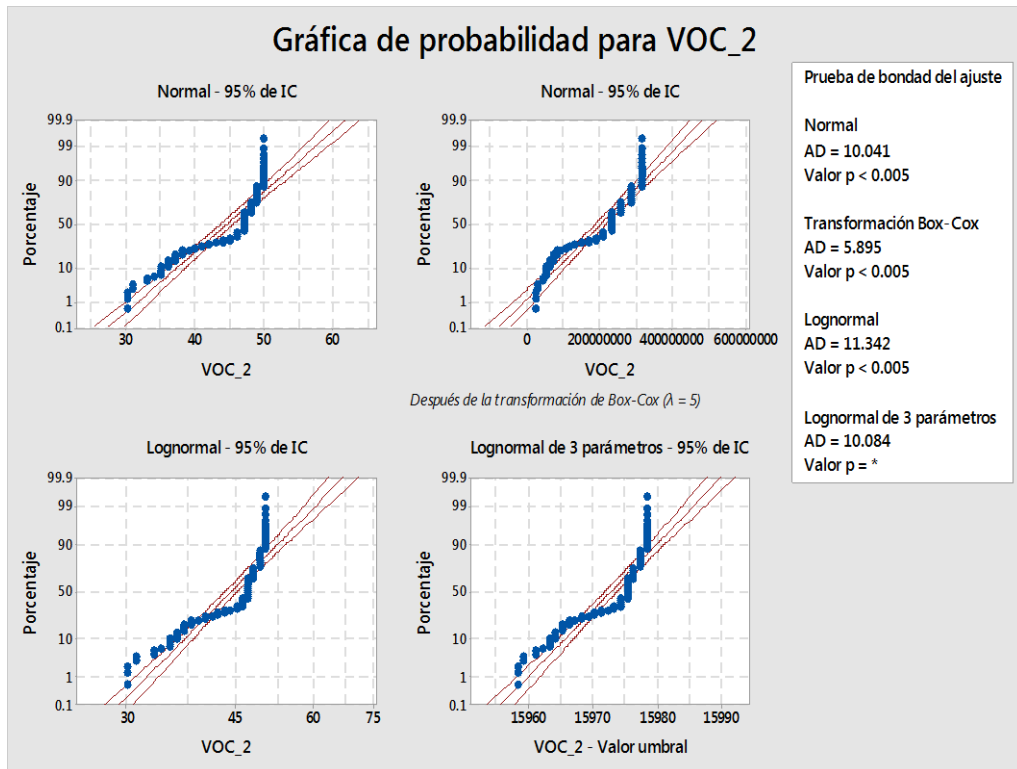 Gráfica de probabilidad para VOC_2
Normal - 95% de IC
Porcentaje
99.9
99
90
50
10
1
0.1
30
40
50
60
VOC_2
Normal - 95% de IC
Porcentaje
99.9
99
90
50
10
1
0.1
0
200000000
400000000
600000000
VOC_2
Después de la transformación de Box-Cox (λ = 5)
Lognormal - 95% de IC
Porcentaje
99.9
99
90
50
10
1
0.1
30
45
60
75
VOC_2
Lognormal de 3 parámetros - 95% de IC
Porcentaje
99.9
99
90
50
10
1
0.1
15960
15970
15980
15990
VOC_2 - Valor umbral
Prueba de bondad del ajuste
Normal
AD = 10.041
Valor p < 0.005
Transformación Box-Cox
AD = 5.895
Valor p < 0.005
Lognormal
AD = 11.342
Valor p < 0.005
Lognormal de 3 parámetros
AD = 10.084
Valor p = *